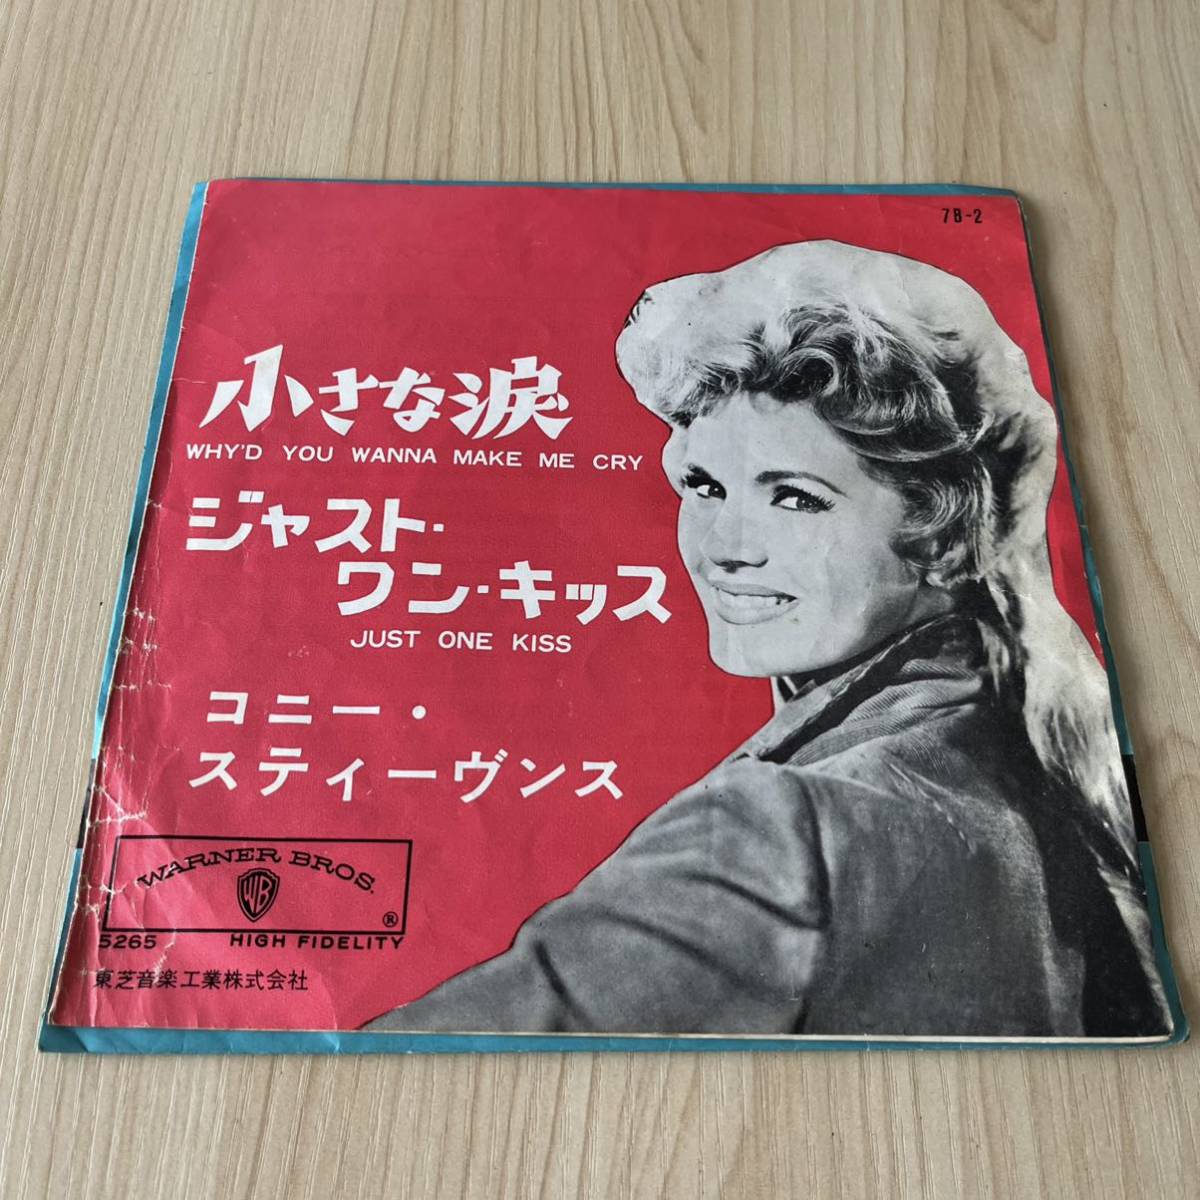 7B-2
小さな涙
WHY'D YOU WANNA MAKE ME CRY
ジャスト・
ワン・キッス
JUST ONE KISS
コニー・
スティーヴンス
WARNER BROS.
WB
®
5265 HIGH FIDELITY
東芝音楽工業株式会社